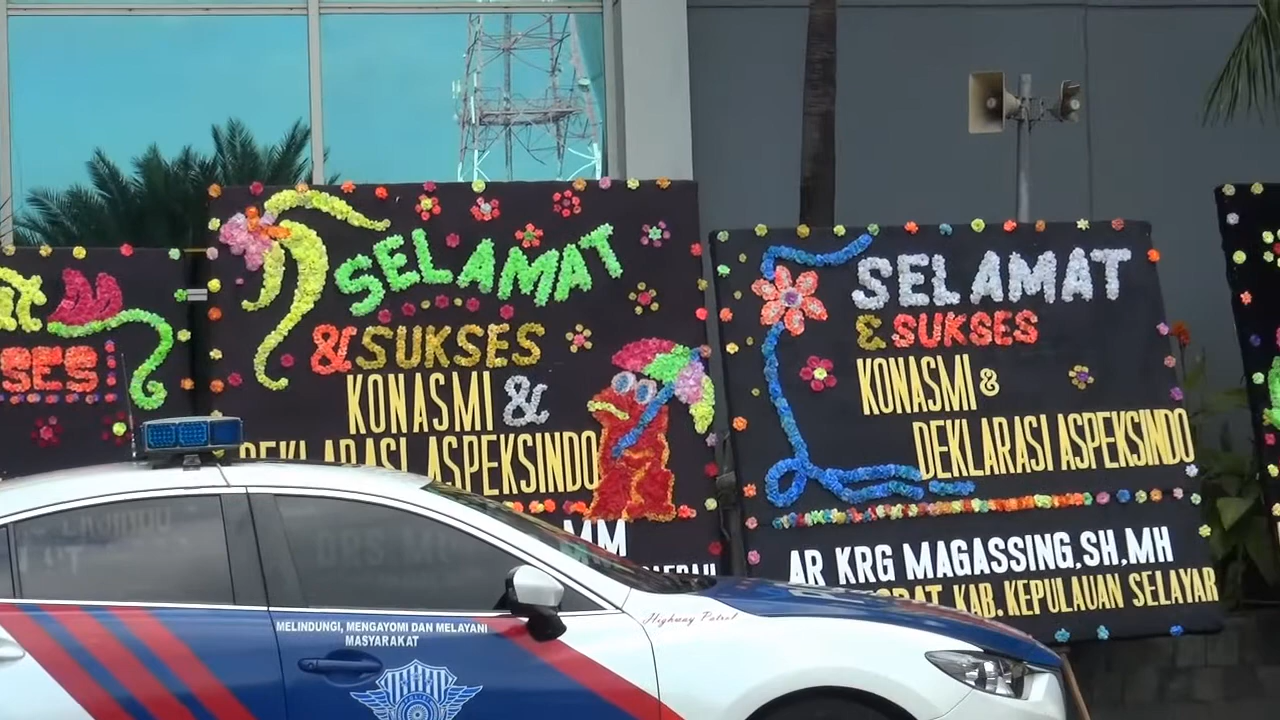 SES
SELAMAT
& SUKSES
KONASMI &
DEKLARASI ASPEKSINDO
MM
SELAMAT
& SUKSES
KONASMI &
DEKLARASI ASPEKSINDO
AR KRG MAGASSING,SH,MH
KAB. KEPULAUAN SELAYAR
MELINDUNGI, MENGAYOMI DAN MELAYANI
MASYARAKAT
Highway Patrol